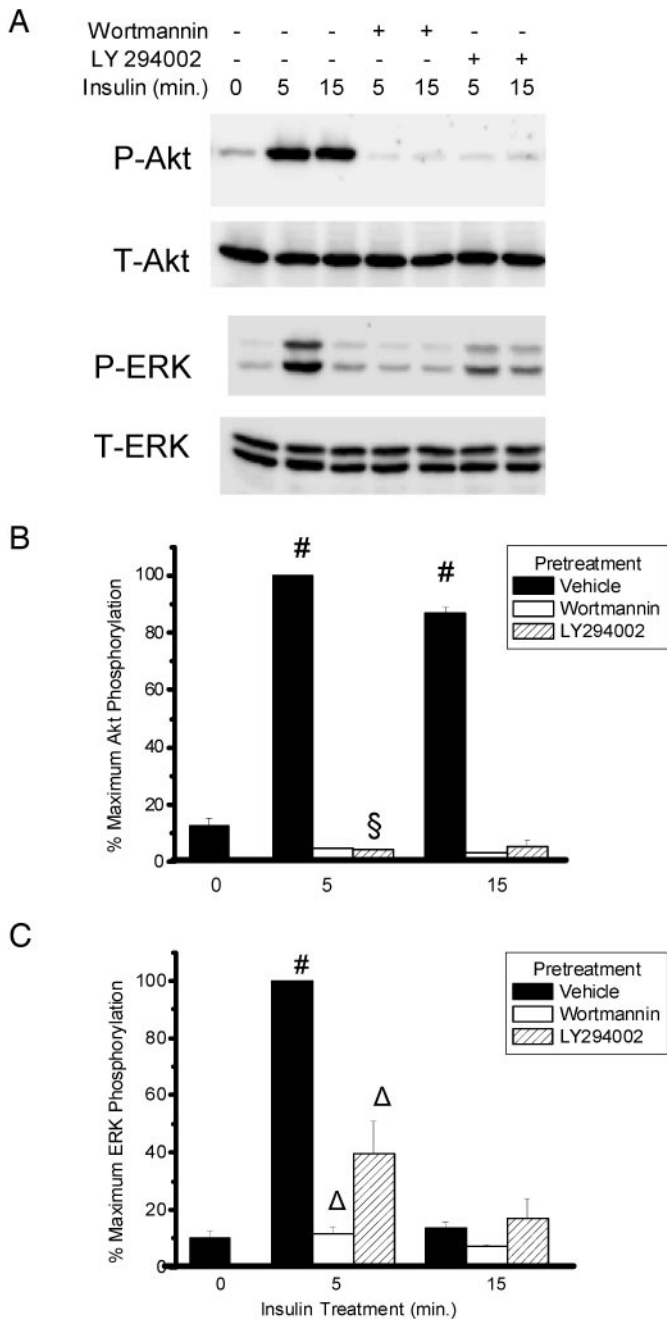 A
Wortmannin - - - + + - -
LY 294002 - - - - - + +
Insulin (min.) 0 5 15 5 15 5 15
P-Akt
T-Akt
P-ERK
T-ERK
B
% Maximum Akt Phosphorylation
100
80
60
40
20
0
#
#
§
0 5 15
Pretreatment
Vehicle
Wortmannin
LY294002
C
% Maximum ERK Phosphorylation
100
80
60
40
20
0
#
Δ
Δ
0 5 15
Insulin Treatment (min.)
Pretreatment
Vehicle
Wortmannin
LY294002